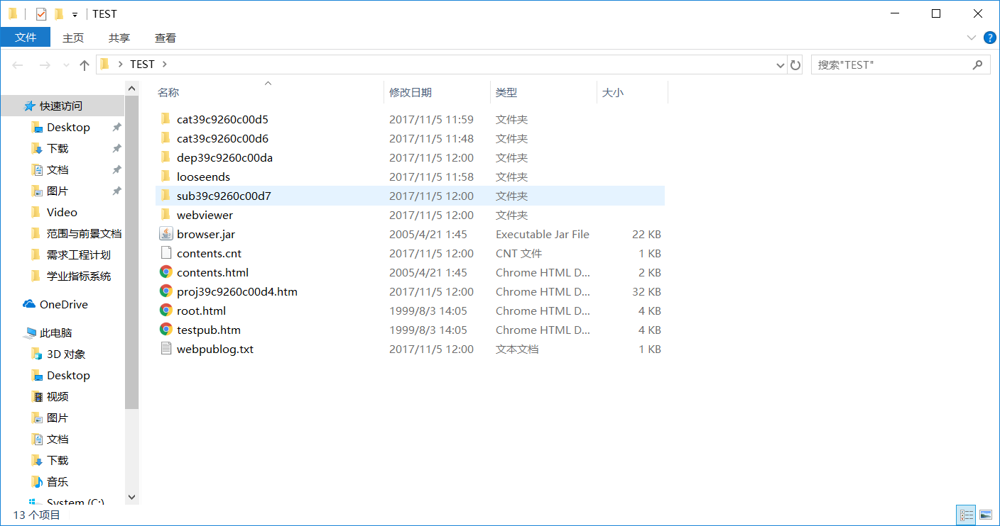 TEST
文件 主页 共享 查看
TEST 搜索"TEST"
名称 修改日期 类型 大小
快速访问
Desktop
下载
文档
图片
Video
范围与前景文档
需求工程计划
学业指标系统
OneDrive
此电脑
3D 对象
Desktop
视频
图片
文档
下载
音乐
System (C:)
cat39c9260c00d5 2017/11/5 11:59 文件夹
cat39c9260c00d6 2017/11/5 11:48 文件夹
dep39c9260c00da 2017/11/5 12:00 文件夹
looseends 2017/11/5 11:58 文件夹
sub39c9260c00d7 2017/11/5 12:00 文件夹
webviewer 2017/11/5 12:00 文件夹
browser.jar 2005/4/21 1:45 Executable Jar File 22 KB
contents.cnt 2017/11/5 12:00 CNT 文件 1 KB
contents.html 2005/4/21 1:45 Chrome HTML D... 2 KB
proj39c9260c00d4.htm 2017/11/5 12:00 Chrome HTML D... 32 KB
root.html 1999/8/3 14:05 Chrome HTML D... 4 KB
testpub.htm 1999/8/3 14:05 Chrome HTML D... 4 KB
webpublog.txt 2017/11/5 12:00 文本文档 1 KB
13 个项目